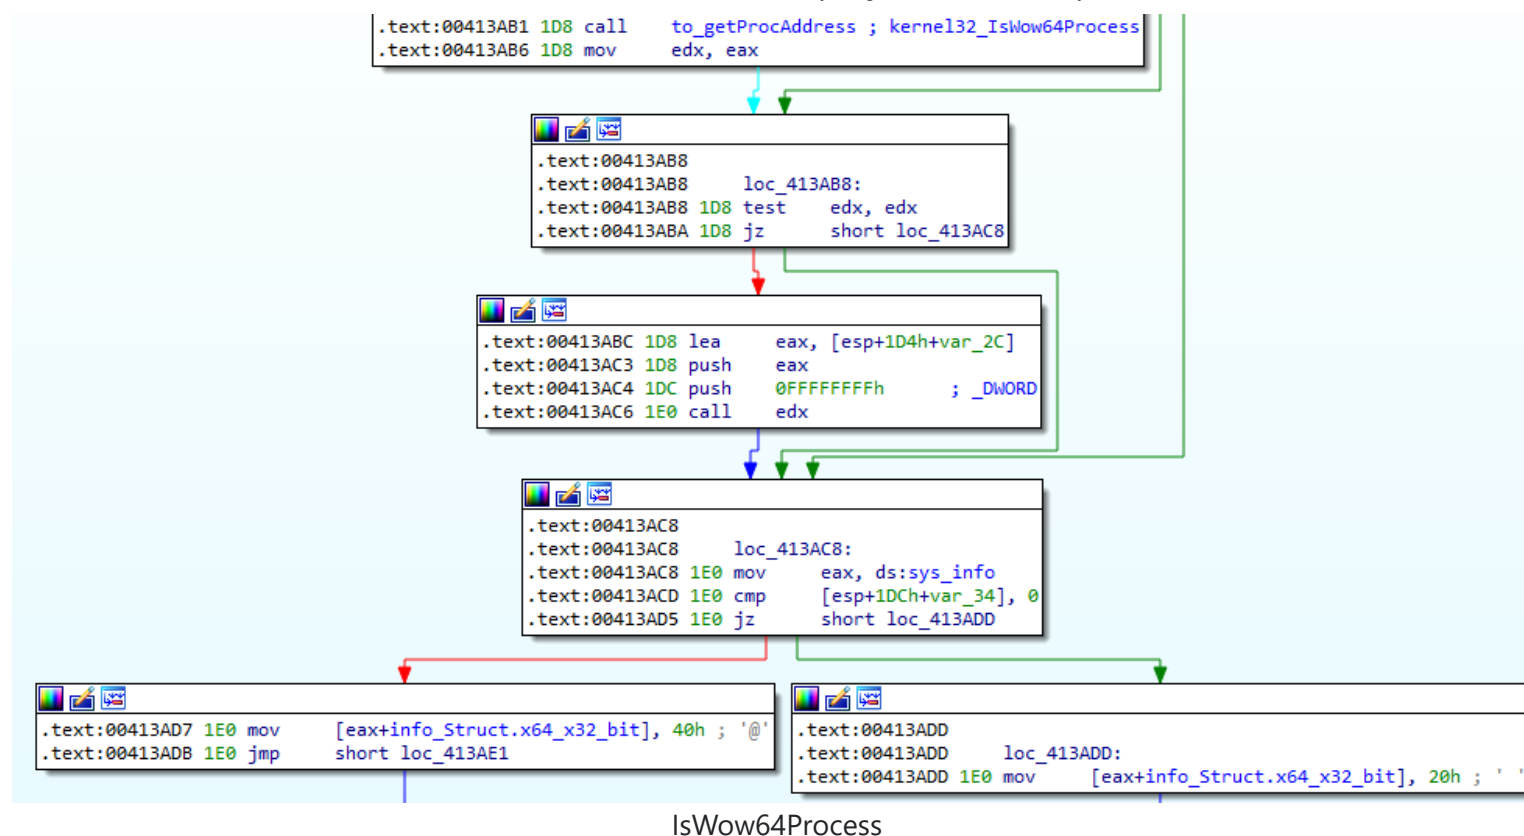 .text:00413AB1 1D8 call to_getProcAddress ; kernel32_IsWow64Process
.text:00413AB6 1D8 mov edx, eax
.text:00413AB8
.text:00413AB8 loc_413AB8:
.text:00413AB8 1D8 test edx, edx
.text:00413ABA 1D8 jz short loc_413AC8
.text:00413ABC 1D8 lea eax, [esp+1D4h+var_2C]
.text:00413AC3 1D8 push eax
.text:00413AC4 1DC push 0FFFFFFFFh ; _DWORD
.text:00413AC6 1E0 call edx
.text:00413AC8
.text:00413AC8 loc_413AC8:
.text:00413AC8 1E0 mov eax, ds:sys_info
.text:00413ACD 1E0 cmp [esp+1DCh+var_34], 0
.text:00413AD5 1E0 jz short loc_413ADD
.text:00413AD7 1E0 mov [eax+info_Struct.x64_x32_bit], 40h ; '@'
.text:00413ADB 1E0 jmp short loc_413AE1
.text:00413ADD
.text:00413ADD loc_413ADD:
.text:00413ADD 1E0 mov [eax+info_Struct.x64_x32_bit], 20h ; ' '
IsWow64Process